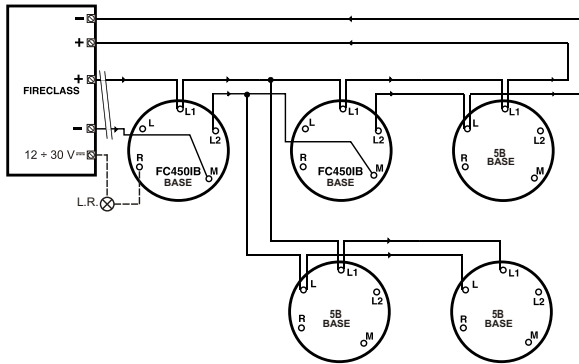 −
+
+
FIRECLASS
−
12 ÷ 30 V⎓
L.R.
L1
L
L2
R
M
FC450IB
BASE
L1
L
L2
R
M
FC450IB
BASE
L1
L
L2
R
M
5B
BASE
L1
L
L2
R
M
5B
BASE
L1
L
L2
R
M
5B
BASE